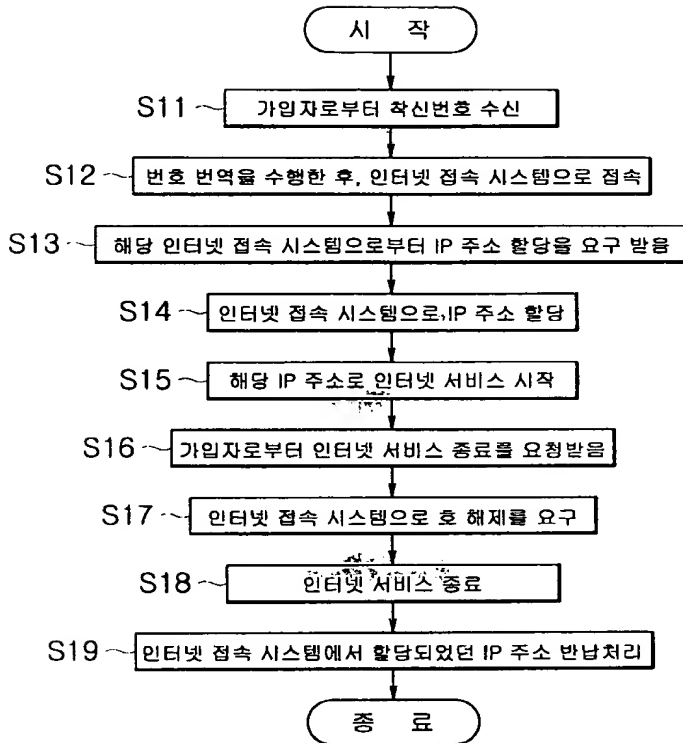 시 작
S11 가입자로부터 착신번호 수신
S12 번호 번역을 수행한 후, 인터넷 접속 시스템으로 접속
S13 해당 인터넷 접속 시스템으로부터 IP 주소 할당을 요구 받음
S14 인터넷 접속 시스템으로 IP 주소 할당
S15 해당 IP 주소로 인터넷 서비스 시작
S16 가입자로부터 인터넷 서비스 종료를 요청받음
S17 인터넷 접속 시스템으로 호 해제를 요구
S18 인터넷 서비스 종료
S19 인터넷 접속 시스템에서 할당되었던 IP 주소 반납처리
종 료